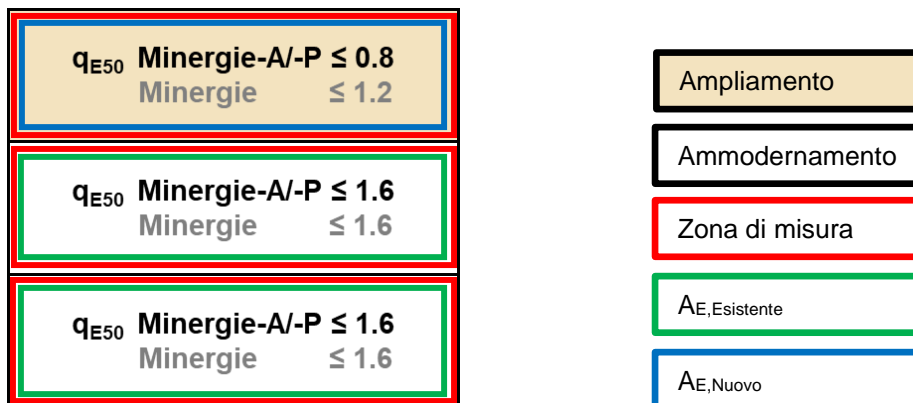 qE50 Minergie-A/-P ≤ 0.8
Minergie ≤ 1.2
qE50 Minergie-A/-P ≤ 1.6
Minergie ≤ 1.6
qE50 Minergie-A/-P ≤ 1.6
Minergie ≤ 1.6
Ampliamento
Ammodernamento
Zona di misura
AE,Esistente
AE,Nuovo